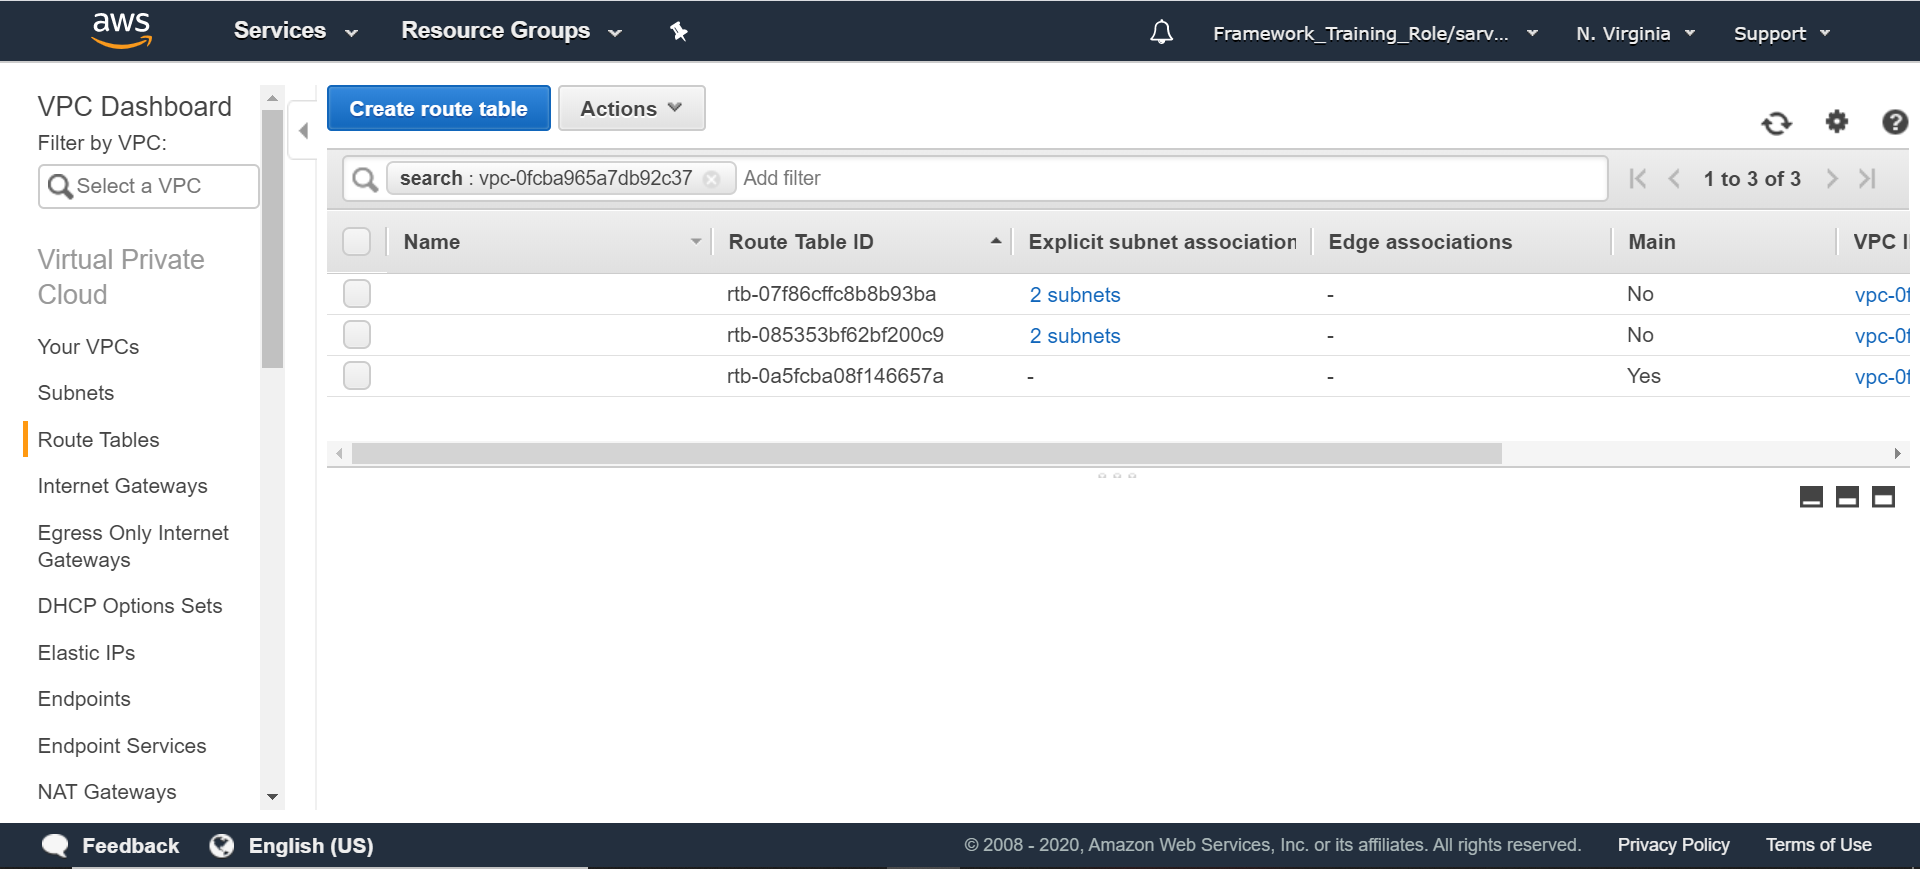 aws Services Resource Groups Framework_Training_Role/sarv... N. Virginia Support
VPC Dashboard
Filter by VPC:
Select a VPC
Virtual Private
Cloud
Your VPCs
Subnets
Route Tables
Internet Gateways
Egress Only Internet
Gateways
DHCP Options Sets
Elastic IPs
Endpoints
Endpoint Services
NAT Gateways
Create route table Actions
search : vpc-0fcba965a7db92c37 Add filter 1 to 3 of 3
Name Route Table ID Explicit subnet association Edge associations Main VPC I
rtb-07f86cffc8b8b93ba 2 subnets - No vpc-0f
rtb-085353bf62bf200c9 2 subnets - No vpc-0f
rtb-0a5fcba08f146657a - - Yes vpc-0f
Feedback English (US) © 2008 - 2020, Amazon Web Services, Inc. or its affiliates. All rights reserved. Privacy Policy Terms of Use